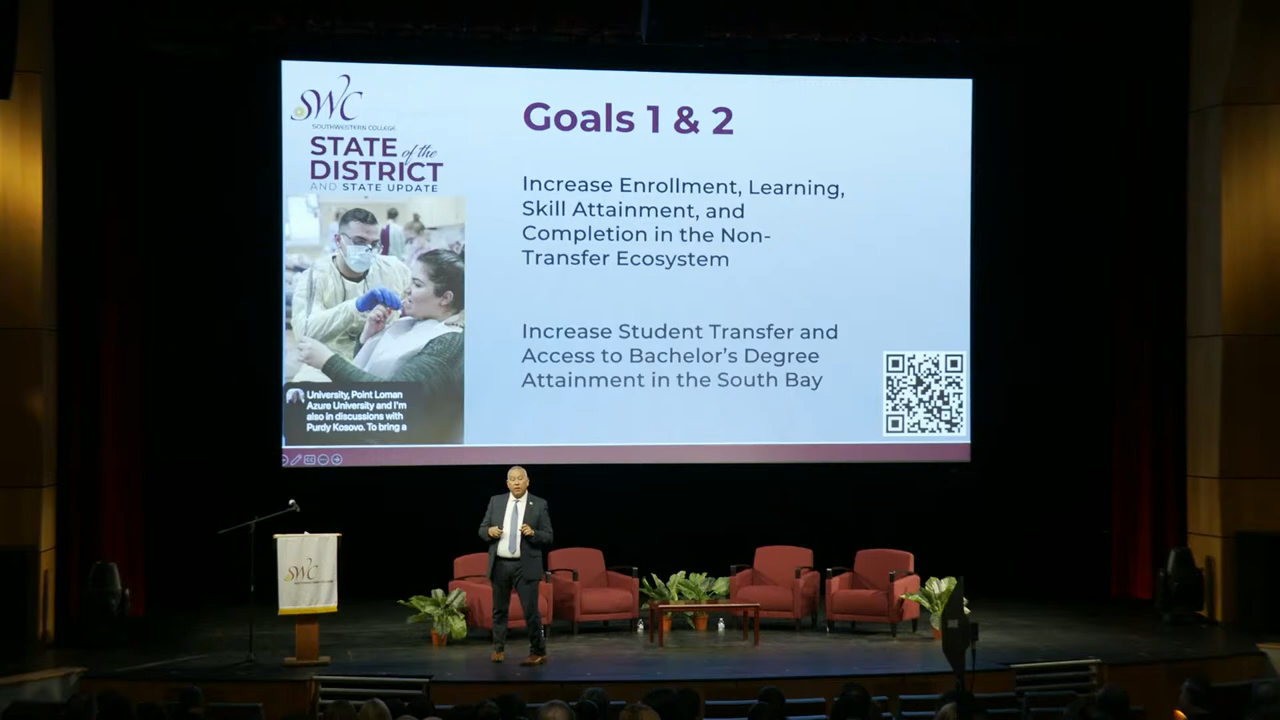 SWC
SOUTHWESTERN COLLEGE
STATE of the
DISTRICT
AND STATE UPDATE
Goals 1 & 2
Increase Enrollment, Learning,
Skill Attainment, and
Completion in the Non-
Transfer Ecosystem
Increase Student Transfer and
Access to Bachelor's Degree
Attainment in the South Bay
University, Point Loman
Azure University and I'm
also in discussions with
Purdy Kosovo. To bring a
SWC